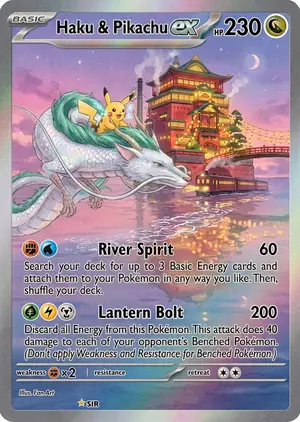 BASIC
Haku & Pikachu ex HP 230
River Spirit 60
Search your deck for up to 3 Basic Energy cards and
attach them to your Pokémon in any way you like. Then,
shuffle your deck.
Lantern Bolt 200
Discard all Energy from this Pokémon. This attack does 40
damage to each of your opponent's Benched Pokémon.
(Don't apply Weakness and Resistance for Benched Pokémon.)
weakness ×2 resistance retreat
Illus. Fan Art
SIR